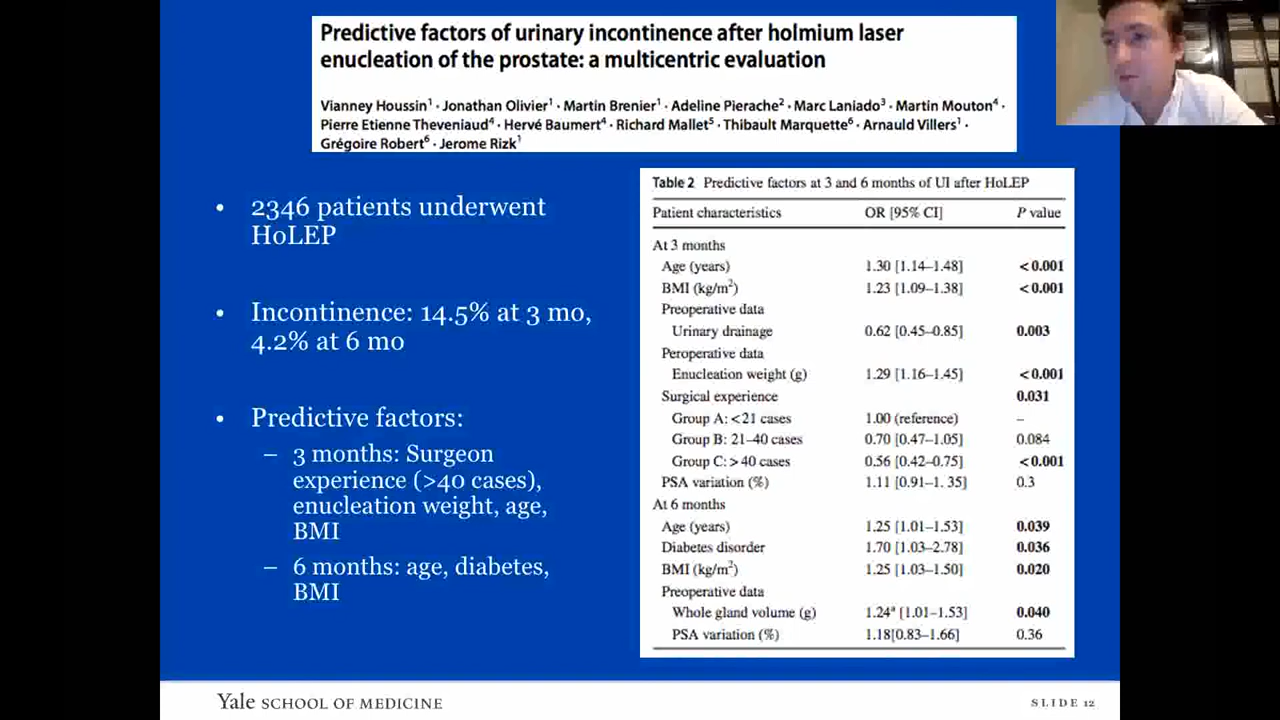 Predictive factors of urinary incontinence after holmium laser
enucleation of the prostate: a multicentric evaluation
Vianney Houssin¹ · Jonathan Olivier¹ · Martin Brenier¹ · Adeline Pierache² · Marc Laniado³ · Martin Mouton⁴ ·
Pierre Etienne Theveniaud⁴ · Hervé Baumert⁴ · Richard Mallet⁵ · Thibault Marquette⁶ · Arnauld Villers¹ ·
Grégoire Robert⁶ · Jerome Rizk¹
• 2346 patients underwent
HoLEP
• Incontinence: 14.5% at 3 mo,
4.2% at 6 mo
• Predictive factors:
– 3 months: Surgeon
experience (>40 cases),
enucleation weight, age,
BMI
– 6 months: age, diabetes,
BMI
Table 2 Predictive factors at 3 and 6 months of UI after HoLEP
Patient characteristics OR [95% CI] P value
At 3 months
Age (years) 1.30 [1.14–1.48] <0.001
BMI (kg/m²) 1.23 [1.09–1.38] <0.001
Preoperative data
Urinary drainage 0.62 [0.45–0.85] 0.003
Peroperative data
Enucleation weight (g) 1.29 [1.16–1.45] <0.001
Surgical experience 0.031
Group A: <21 cases 1.00 (reference) –
Group B: 21–40 cases 0.70 [0.47–1.05] 0.084
Group C: >40 cases 0.56 [0.42–0.75] <0.001
PSA variation (%) 1.11 [0.91–1. 35] 0.3
At 6 months
Age (years) 1.25 [1.01–1.53] 0.039
Diabetes disorder 1.70 [1.03–2.78] 0.036
BMI (kg/m²) 1.25 [1.03–1.50] 0.020
Preoperative data
Whole gland volume (g) 1.24ᵃ [1.01–1.53] 0.040
PSA variation (%) 1.18[0.83–1.66] 0.36
Yale SCHOOL OF MEDICINE
SLIDE 12